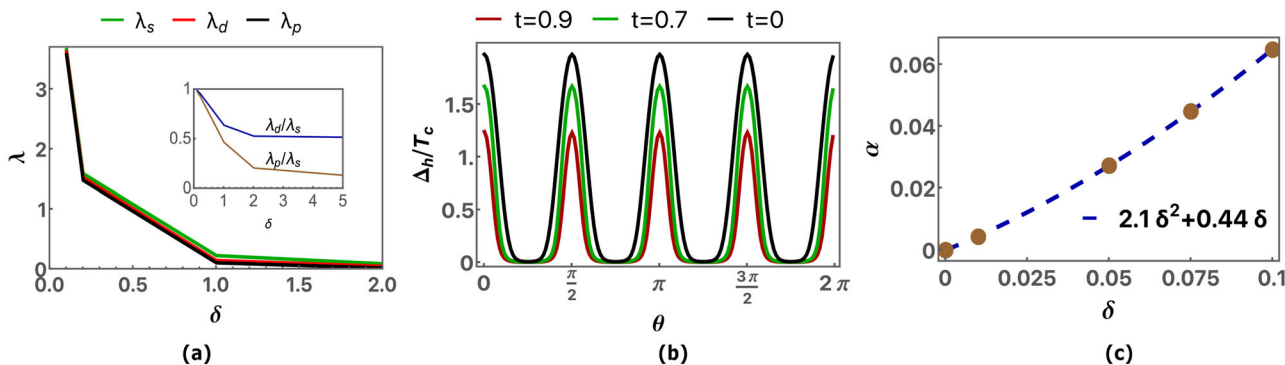 λs λd λp
3
2
1
0
λ
0.0 0.5 1.0 1.5 2.0
δ
1
0.5
0
λd/λs
λp/λs
0 1 2 3 4 5
δ
(a)
t=0.9 t=0.7 t=0
1.5
1
0.5
0
Δh/Tc
0 π/2 π 3π/2 2π
θ
(b)
0.06
0.04
0.02
0
α
2.1 δ²+0.44 δ
0 0.025 0.05 0.075 0.1
δ
(c)